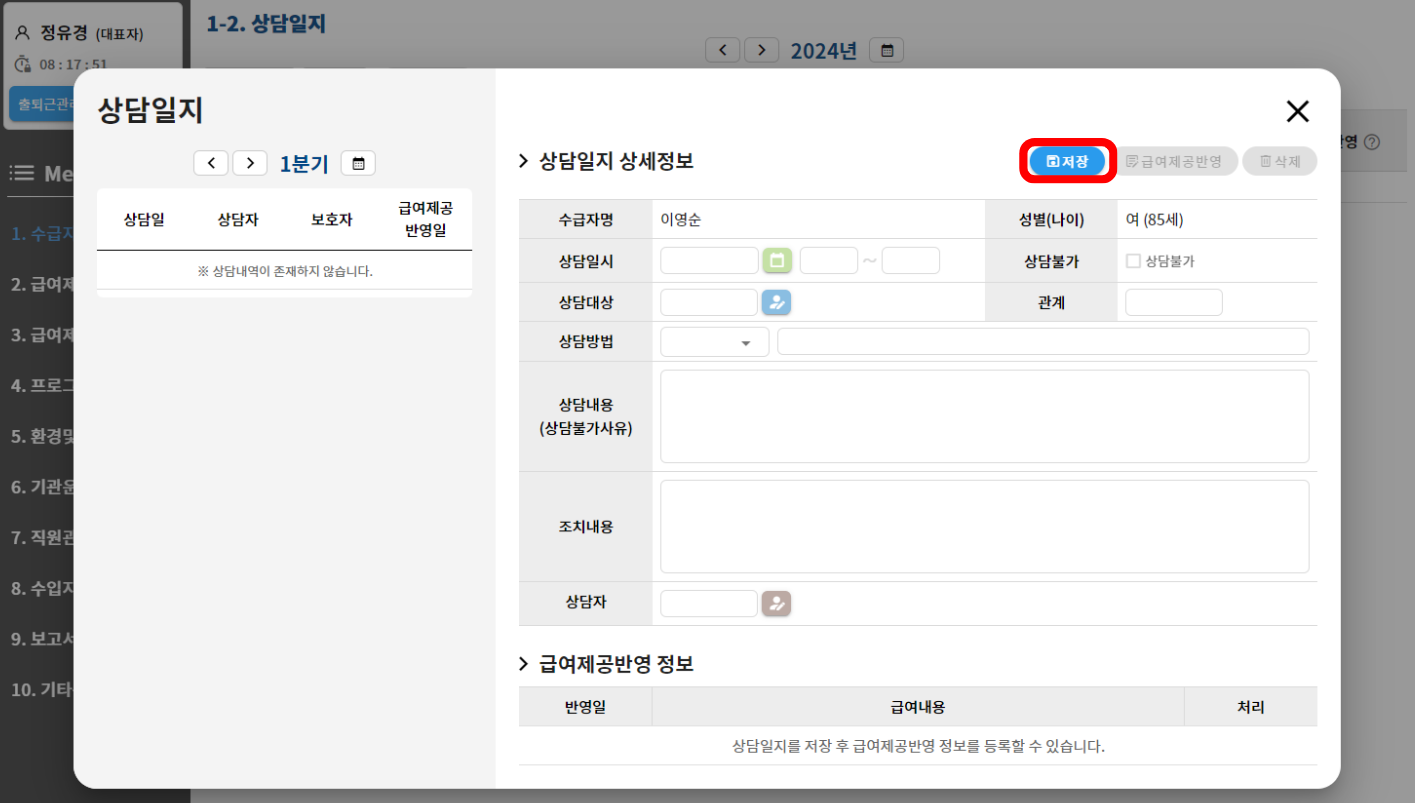 정유경 (대표자)
08 : 17 : 51
출퇴근관
Me
1. 수급자
2. 급여제
3. 급여제
4. 프로그
5. 환경및
6. 기관운
7. 직원관
8. 수입지
9. 보고서
10. 기타
1-2. 상담일지
2024년
영
상담일지
1분기
상담일 상담자 보호자 급여제공
반영일
※ 상담내역이 존재하지 않습니다.
상담일지 상세정보
저장 급여제공반영 삭제
수급자명 이영순 성별(나이) 여 (85세)
상담일시 ~ 상담불가 상담불가
상담대상 관계
상담방법
상담내용
(상담불가사유)
조치내용
상담자
급여제공반영 정보
반영일 급여내용 처리
상담일지를 저장 후 급여제공반영 정보를 등록할 수 있습니다.